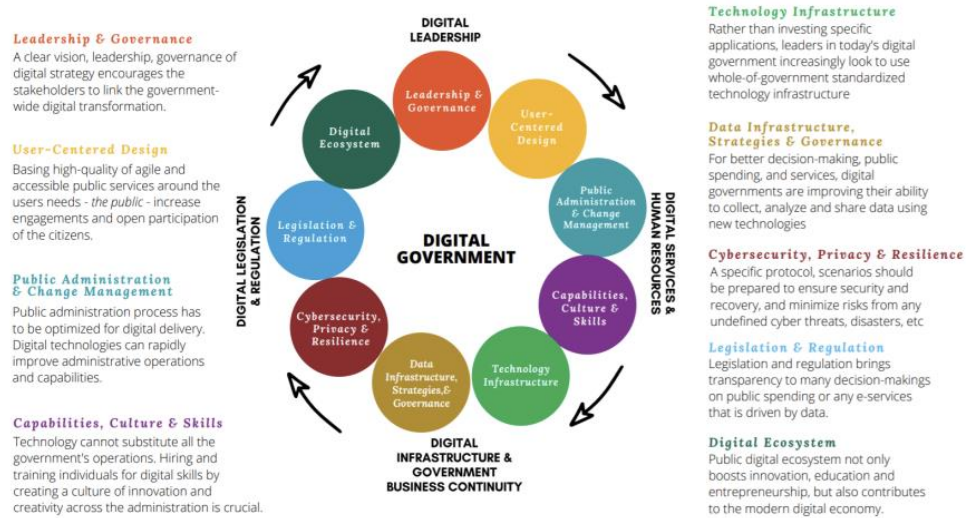 Leadership & Governance
A clear vision, leadership, governance of
digital strategy encourages the
stakeholders to link the government-
wide digital transformation.
User-Centered Design
Basing high-quality of agile and
accessible public services around the
users needs - the public - increase
engagements and open participation
of the citizens.
Public Administration
& Change Management
Public administration process has
to be optimized for digital delivery.
Digital technologies can rapidly
improve administrative operations
and capabilities.
Capabilities, Culture & Skills
Technology cannot substitute all the
government's operations. Hiring and
training individuals for digital skills by
creating a culture of innovation and
creativity across the administration is crucial.
DIGITAL
LEADERSHIP
Leadership &
Governance
User-
Centered
Design
Public
Administration
& Change
Management
DIGITAL SERVICES &
HUMAN RESOURCES
Capabilities,
Culture &
Skills
Technology
Infrastructure
Data
Infrastructure,
Strategies,&
Governance
DIGITAL
INFRASTRUCTURE &
GOVERNMENT
BUSINESS CONTINUITY
Cybersecurity,
Privacy &
Resilience
Legislation &
Regulation
DIGITAL LEGISLATION
& REGULATION
Digital
Ecosystem
DIGITAL
GOVERNMENT
Technology Infrastructure
Rather than investing specific
applications, leaders in today's digital
government increasingly look to use
whole-of-government standardized
technology infrastructure
Data Infrastructure,
Strategies & Governance
For better decision-making, public
spending, and services, digital
governments are improving their ability
to collect, analyze and share data using
new technologies
Cybersecurity, Privacy & Resilience
A specific protocol, scenarios should
be prepared to ensure security and
recovery, and minimize risks from any
undefined cyber threats, disasters, etc
Legislation & Regulation
Legislation and regulation brings
transparency to many decision-makings
on public spending or any e-services
that is driven by data.
Digital Ecosystem
Public digital ecosystem not only
boosts innovation, education and
entrepreneurship, but also contributes
to the modern digital economy.